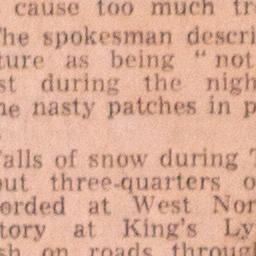 cause too much
The spokesman descri
ture as being "not
st during the nigh
he nasty patches in p
Falls of snow during
out three-quarters o
orded at West Nor
tory at King's Ly
sh on roads throug